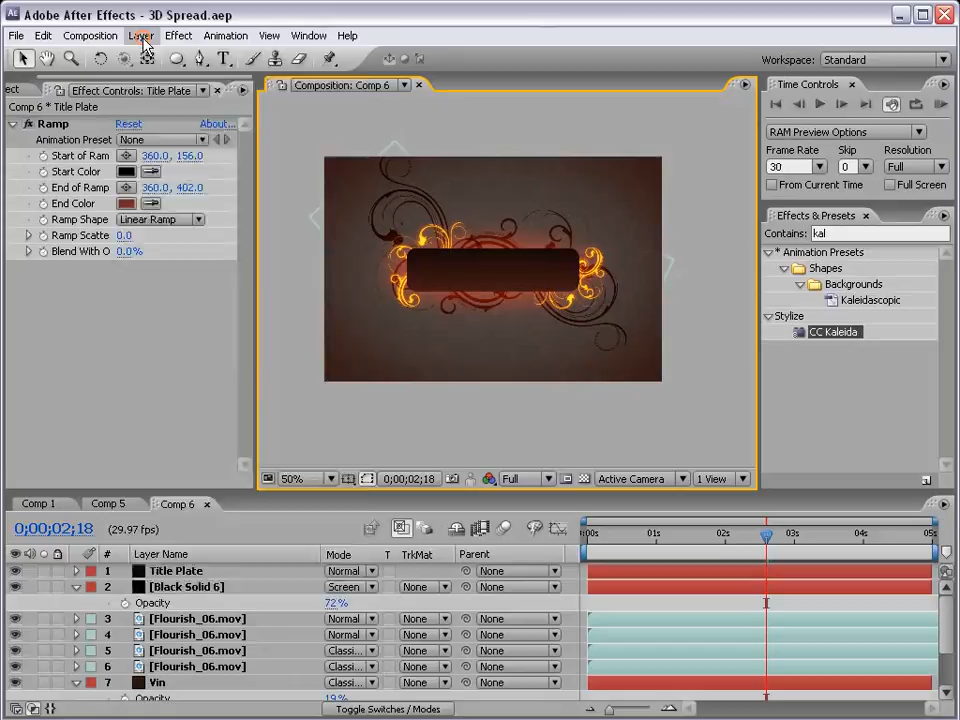 Adobe After Effects - 3D Spread.aep
File Edit Composition Layer Effect Animation View Window Help
Workspace: Standard
ect Effect Controls: Title Plate
Comp 6 * Title Plate
Ramp Reset About...
Animation Preset None
Start of Ram 360.0, 156.0
Start Color
End of Ramp 360.0, 402.0
End Color
Ramp Shape Linear Ramp
Ramp Scatte 0.0
Blend With O 0.0%
Composition: Comp 6
50% 0;00;02;18 Full Active Camera 1 View
Time Controls
RAM Preview Options
Frame Rate Skip Resolution
30 0 Full
From Current Time Full Screen
Effects & Presets
Contains: kal
* Animation Presets
Shapes
Backgrounds
Kaleidascopic
Stylize
CC Kaleida
Comp 1 Comp 5 Comp 6
0;00;02;18 (29.97 fps)
# Layer Name Mode T TrkMat Parent
:00s 01s 02s 03s 04s 05s
1 Title Plate Normal None
2 [Black Solid 6] Screen None None
Opacity 72%
3 [Flourish_06.mov] Normal None None
4 [Flourish_06.mov] Normal None None
5 [Flourish_06.mov] Classi... None None
6 [Flourish_06.mov] Classi... None None
7 Vin Classi... None None
Opacity 19%
Toggle Switches / Modes